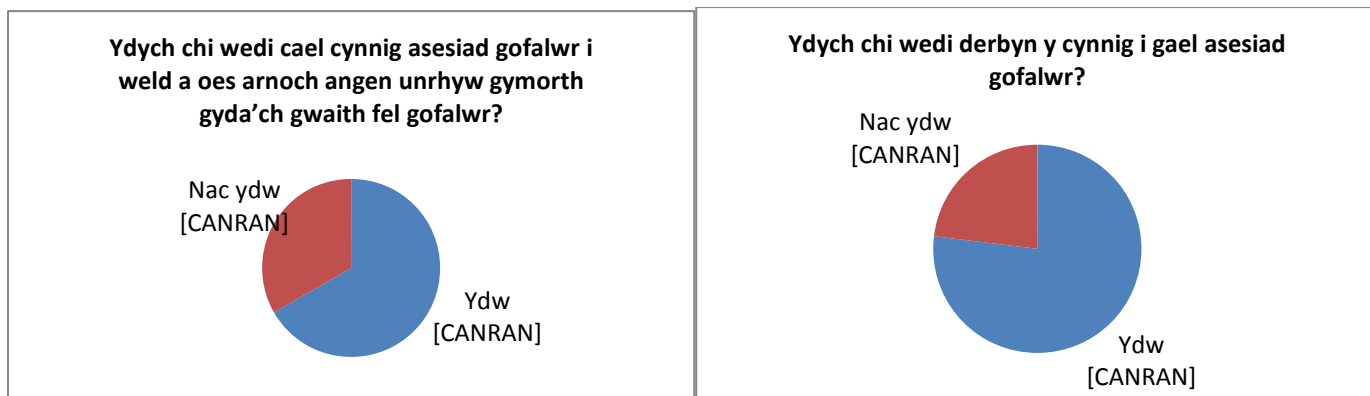 Ydych chi wedi cael cynnig asesiad gofalwr i
weld a oes arnoch angen unrhyw gymorth
gyda’ch gwaith fel gofalwr?
Nac ydw
[CANRAN]
Ydw
[CANRAN]
Ydych chi wedi derbyn y cynnig i gael asesiad
gofalwr?
Nac ydw
[CANRAN]
Ydw
[CANRAN]